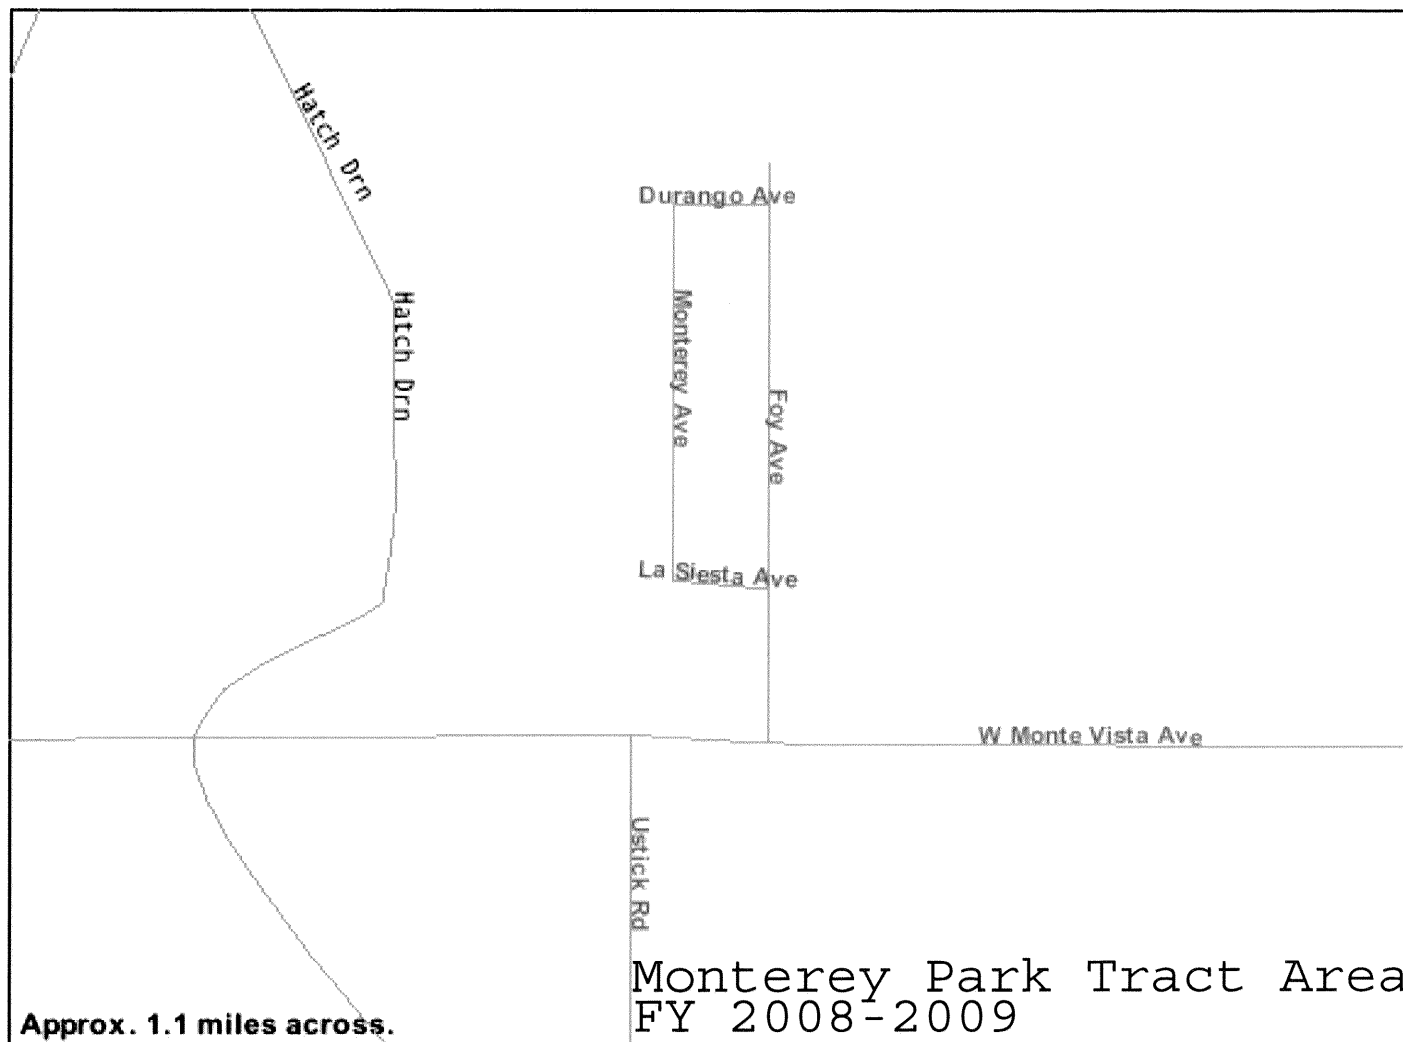 Hatch Drn
Durango Ave
Hatch Drn
Monterey Ave
Foy Ave
La Siesta Ave
W Monte Vista Ave
Ustick Rd
Monterey Park Tract Area
FY 2008-2009
Approx. 1.1 miles across.